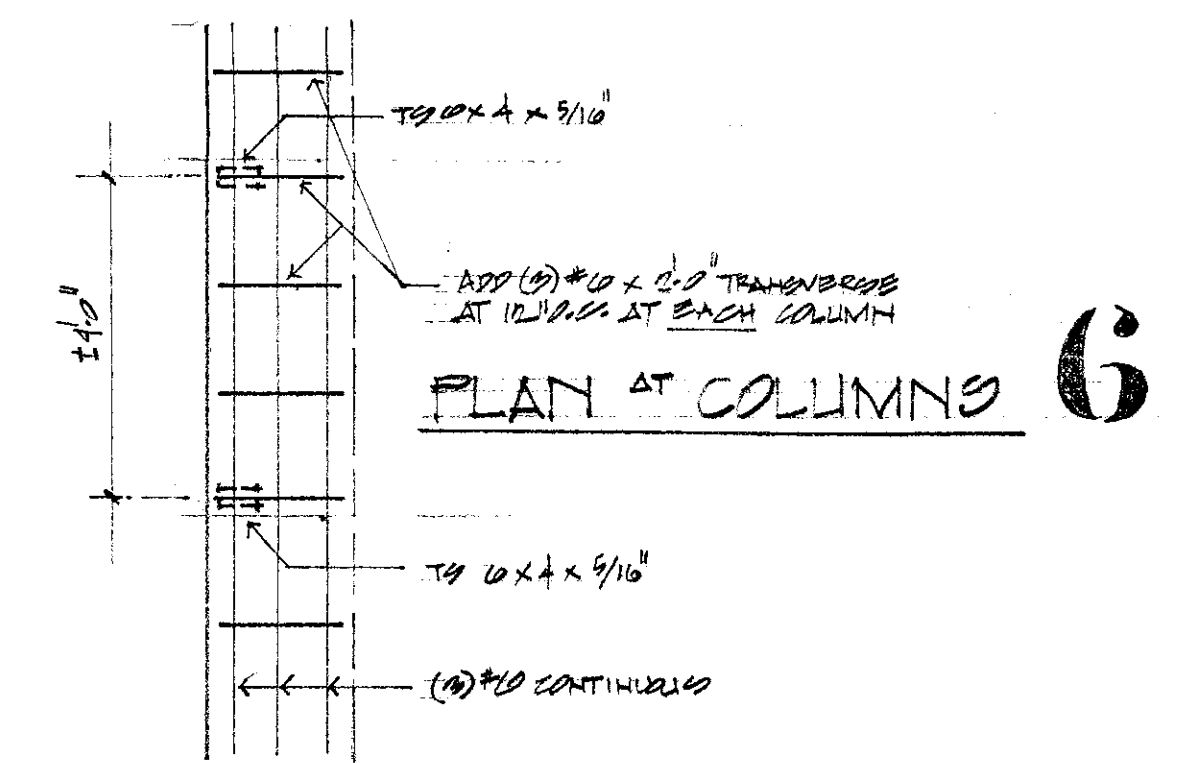 TS 6 x 4 x 5/16"
ADD (3) #6 x 2'-0" TRANSVERSE
AT 12" O.C. AT EACH COLUMN
±4'-0"
PLAN AT COLUMNS 6
TS 6 x 4 x 5/16"
(3) #6 CONTINUOUS